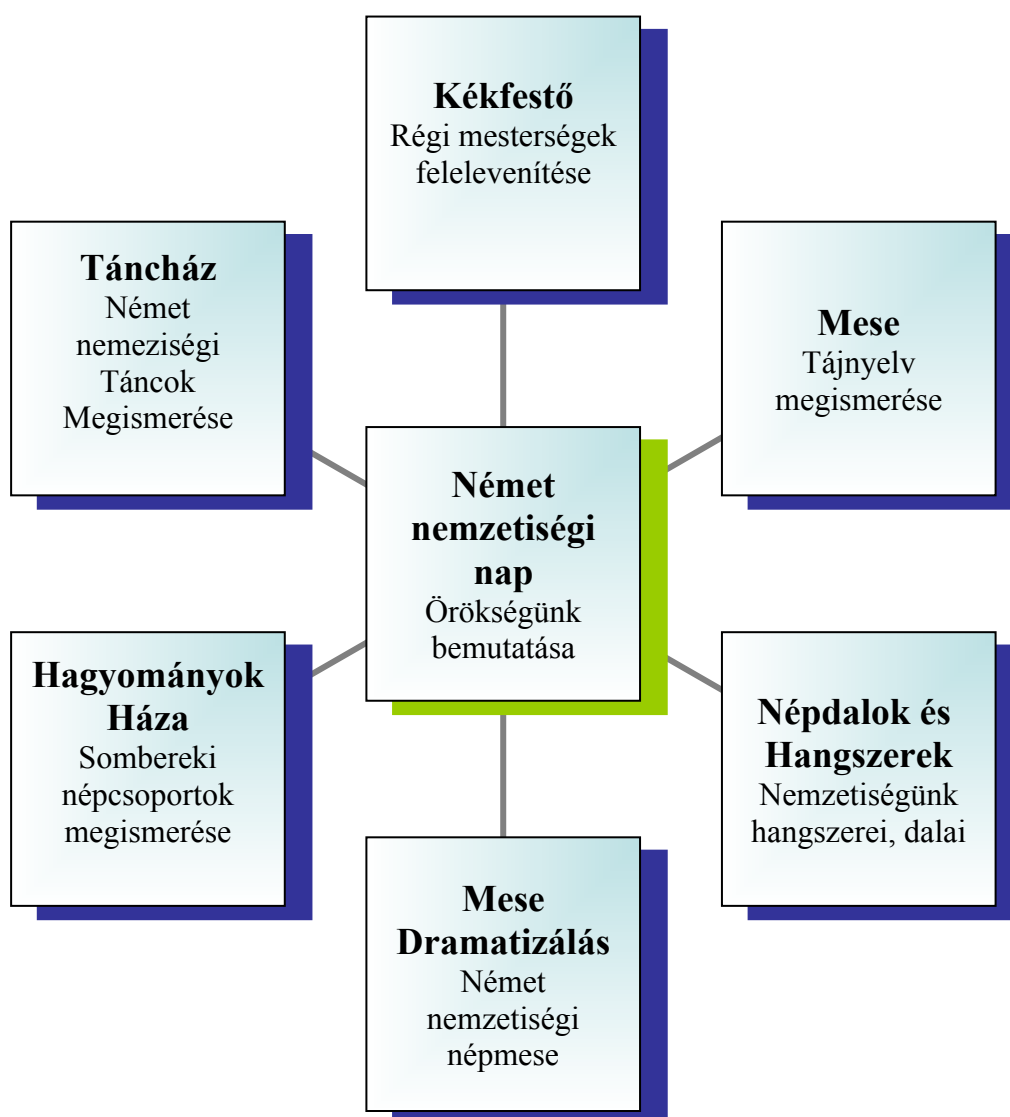 Kékfestő
Régi mesterségek
felelevenítése
Táncház
Német
nemeziségi
Táncok
Megismerése
Mese
Tájnyelv
megismerése
Német
nemzetiségi
nap
Örökségünk
bemutatása
Hagyományok
Háza
Sombereki
népcsoportok
megismerése
Népdalok és
Hangszerek
Nemzetiségünk
hangszerei, dalai
Mese
Dramatizálás
Német
nemzetiségi
népmese